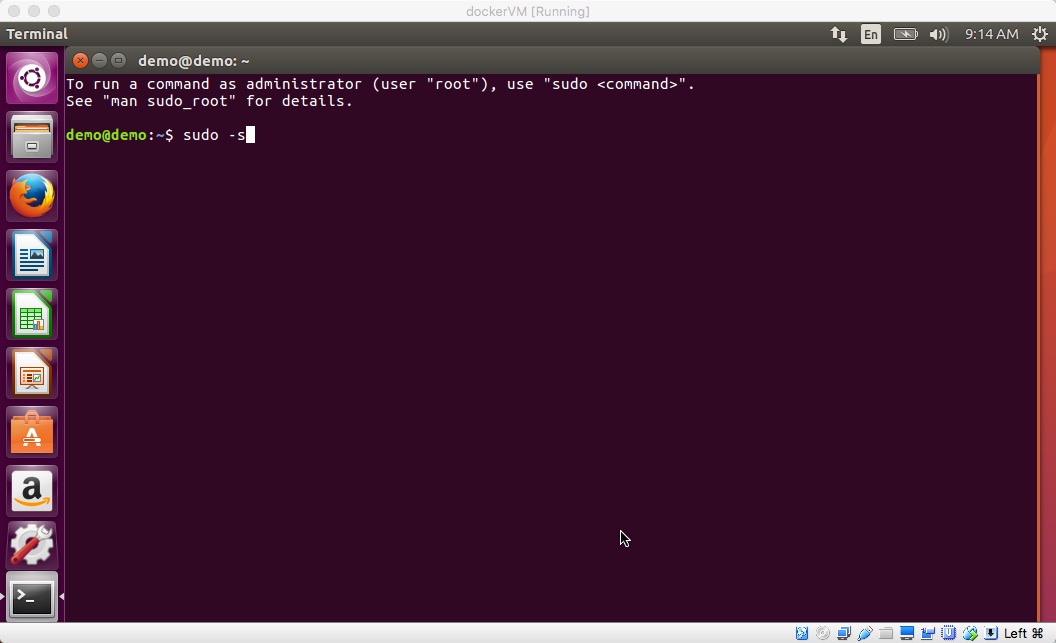 dockerVM [Running]
Terminal
En
9:14 AM
demo@demo: ~
To run a command as administrator (user "root"), use "sudo <command>".
See "man sudo_root" for details.
demo@demo:~$ sudo -s
Left ⌘